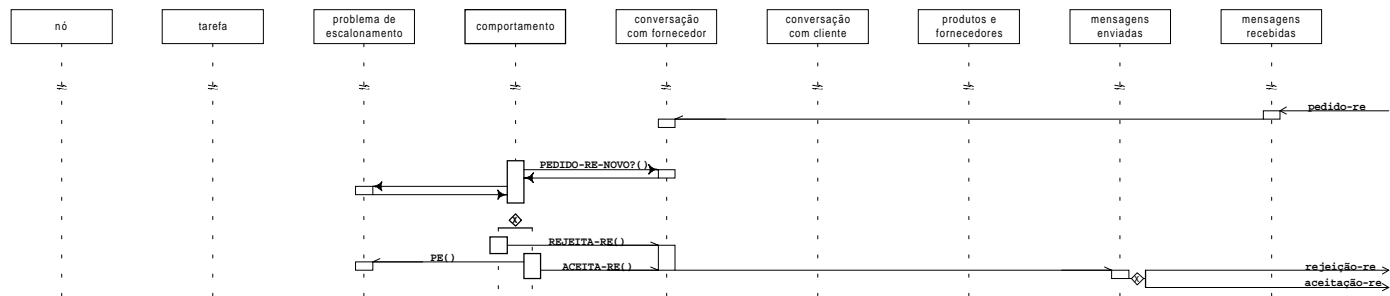 nó
tarefa
problema de
escalonamento
comportamento
conversação
com fornecedor
conversação
com cliente
produtos e
fornecedores
mensagens
enviadas
mensagens
recebidas
pedido-re
PEDIDO-RE-NOVO?()
X
REJEITA-RE()
PE()
ACEITA-RE()
X
rejeição-re
aceitação-re